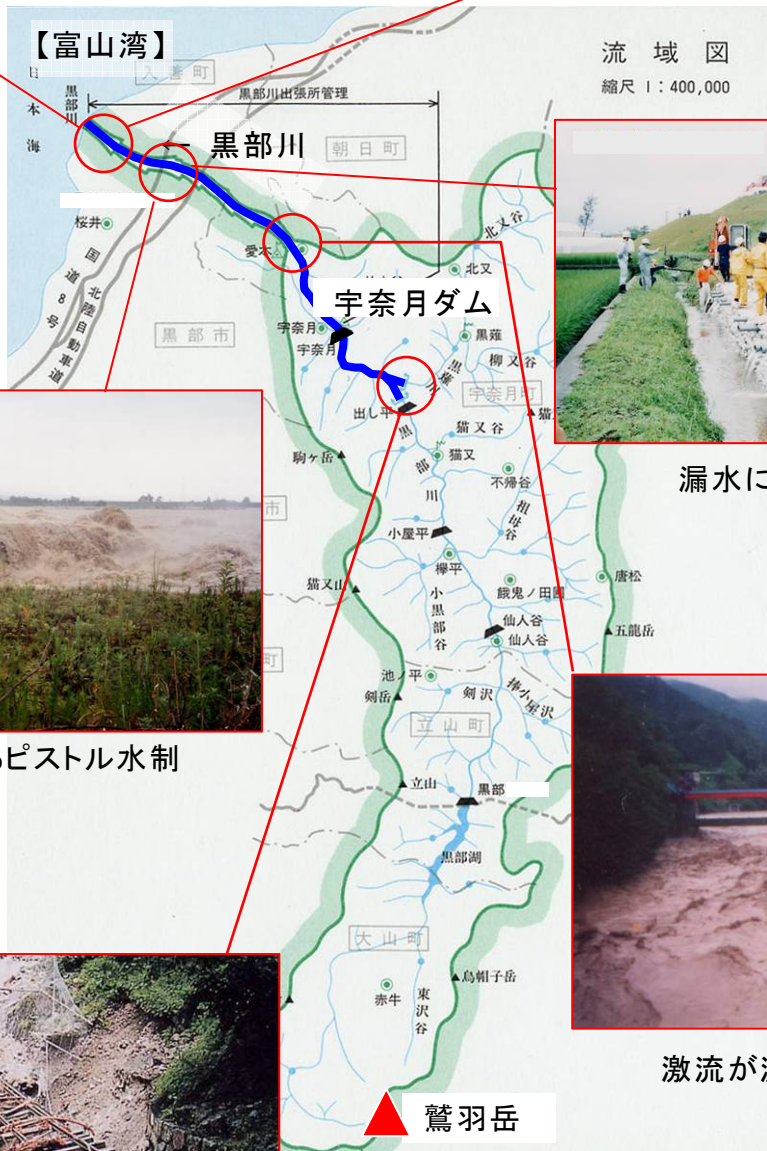 【富山湾】
流域図
縮尺 1：400,000
日本海
黒部川
入善町
黒部川出張所管理
黒部川
朝日町
桜井
国道8号
北陸自動車道
愛本
北又谷
北又
宇奈月ダム
宇奈月
宇奈月
黒部市
黒薙
黒薙川
柳又谷
宇奈月町
出し平
猫又谷
黒部川
猫又
駒ヶ岳
不帰谷
祖母谷
市
小屋平
欅平
猫又山
小黒部谷
餓鬼ノ田圃
唐松
仙人谷
仙人谷
五龍岳
町
池ノ平
剣岳
剣沢
棒小屋沢
立山町
立山
黒部
黒部湖
大山町
赤牛
東沢谷
烏帽子岳
鷲羽岳
漏水に
ピストル水制
激流が